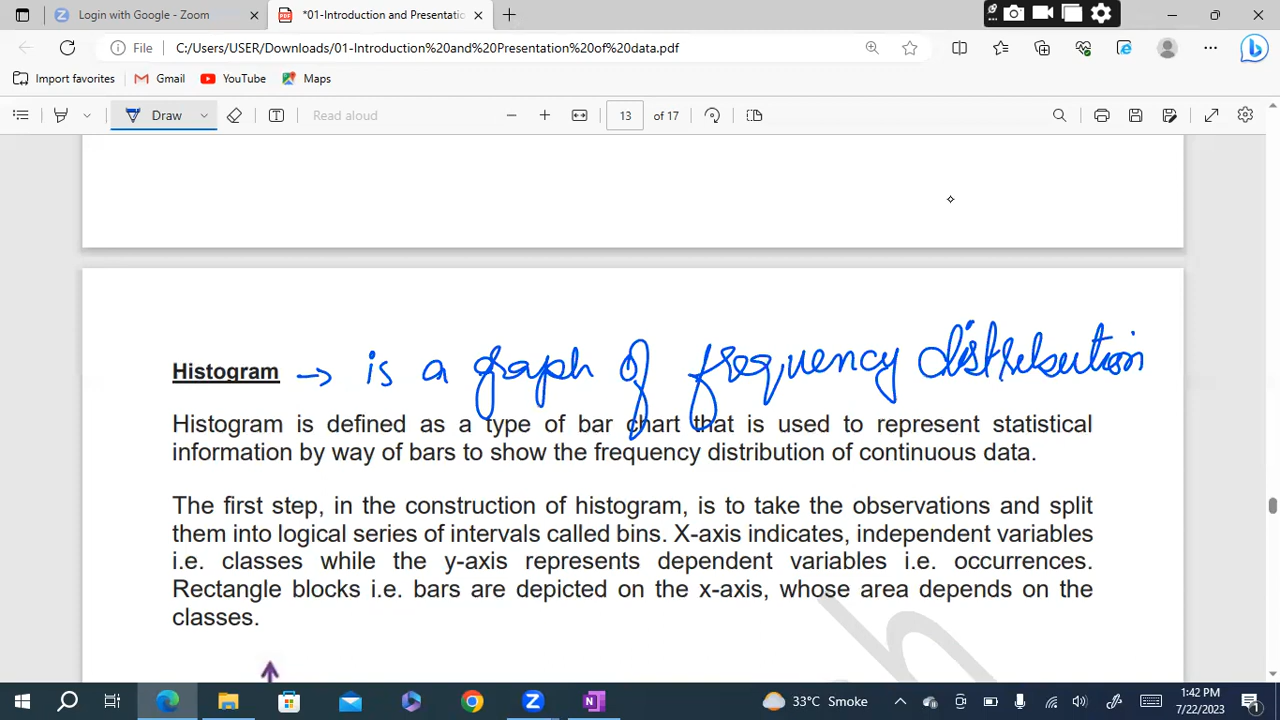 Login with Google - Zoom
*01-Introduction and Presentatio
File
C:/Users/USER/Downloads/01-Introduction%20and%20Presentation%20of%20data.pdf
Import favorites
Gmail
YouTube
Maps
Draw
Read aloud
13
of 17
Histogram → is a graph of frequency distribution
Histogram is defined as a type of bar chart that is used to represent statistical
information by way of bars to show the frequency distribution of continuous data.
The first step, in the construction of histogram, is to take the observations and split
them into logical series of intervals called bins. X-axis indicates, independent variables
i.e. classes while the y-axis represents dependent variables i.e. occurrences.
Rectangle blocks i.e. bars are depicted on the x-axis, whose area depends on the
classes.
33°C Smoke
1:42 PM
7/22/2023